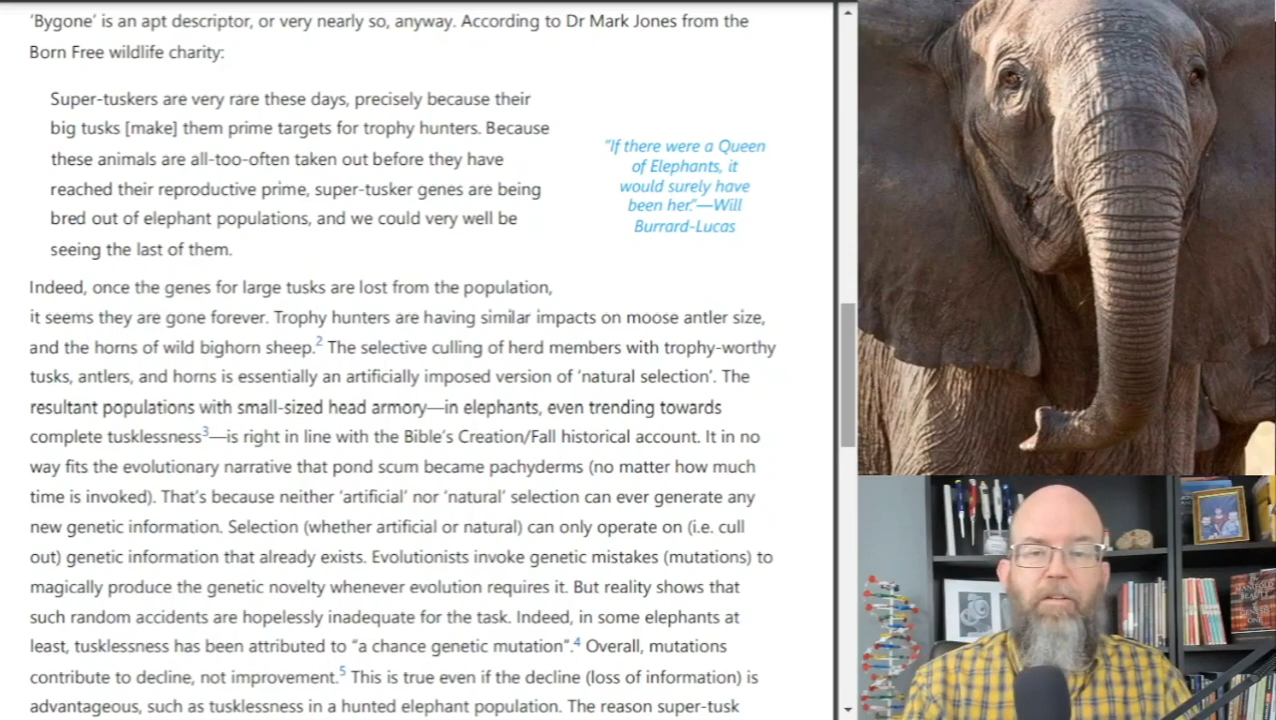 ‘Bygone’ is an apt descriptor, or very nearly so, anyway. According to Dr Mark Jones from the
Born Free wildlife charity:
Super-tuskers are very rare these days, precisely because their
big tusks [make] them prime targets for trophy hunters. Because
these animals are all-too-often taken out before they have
reached their reproductive prime, super-tusker genes are being
bred out of elephant populations, and we could very well be
seeing the last of them.
“If there were a Queen
of Elephants, it
would surely have
been her.”—Will
Burrard-Lucas
Indeed, once the genes for large tusks are lost from the population,
it seems they are gone forever. Trophy hunters are having similar impacts on moose antler size,
and the horns of wild bighorn sheep.2 The selective culling of herd members with trophy-worthy
tusks, antlers, and horns is essentially an artificially imposed version of ‘natural selection’. The
resultant populations with small-sized head armory—in elephants, even trending towards
complete tusklessness3—is right in line with the Bible’s Creation/Fall historical account. It in no
way fits the evolutionary narrative that pond scum became pachyderms (no matter how much
time is invoked). That’s because neither ‘artificial’ nor ‘natural’ selection can ever generate any
new genetic information. Selection (whether artificial or natural) can only operate on (i.e. cull
out) genetic information that already exists. Evolutionists invoke genetic mistakes (mutations) to
magically produce the genetic novelty whenever evolution requires it. But reality shows that
such random accidents are hopelessly inadequate for the task. Indeed, in some elephants at
least, tusklessness has been attributed to “a chance genetic mutation”.4 Overall, mutations
contribute to decline, not improvement.5 This is true even if the decline (loss of information) is
advantageous, such as tusklessness in a hunted elephant population. The reason super-tusk